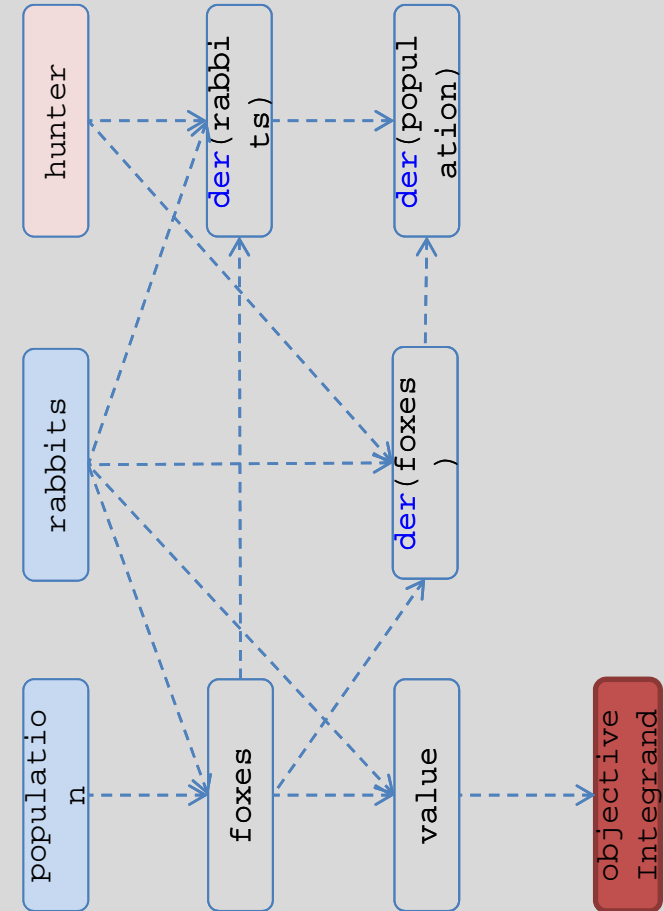 populatio
n
rabbits
hunter
foxes
der(rabbi
ts)
value
der(foxes
)
der(popul
ation)
objective
Integrand